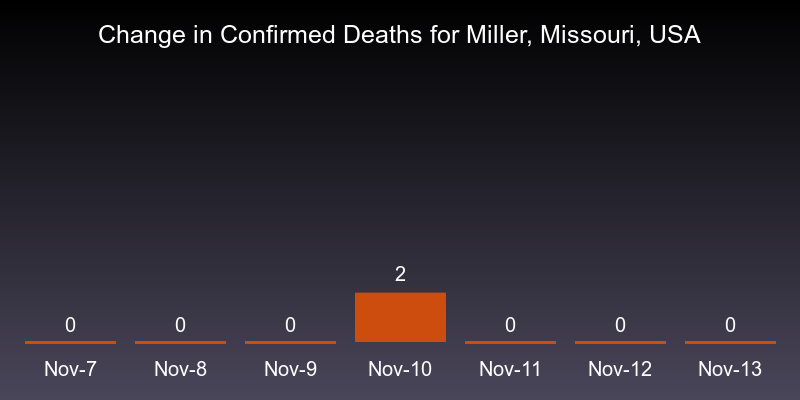 Change in Confirmed Deaths for Miller, Missouri, USA
2
0 0 0 0 0 0
Nov-7 Nov-8 Nov-9 Nov-10 Nov-11 Nov-12 Nov-13